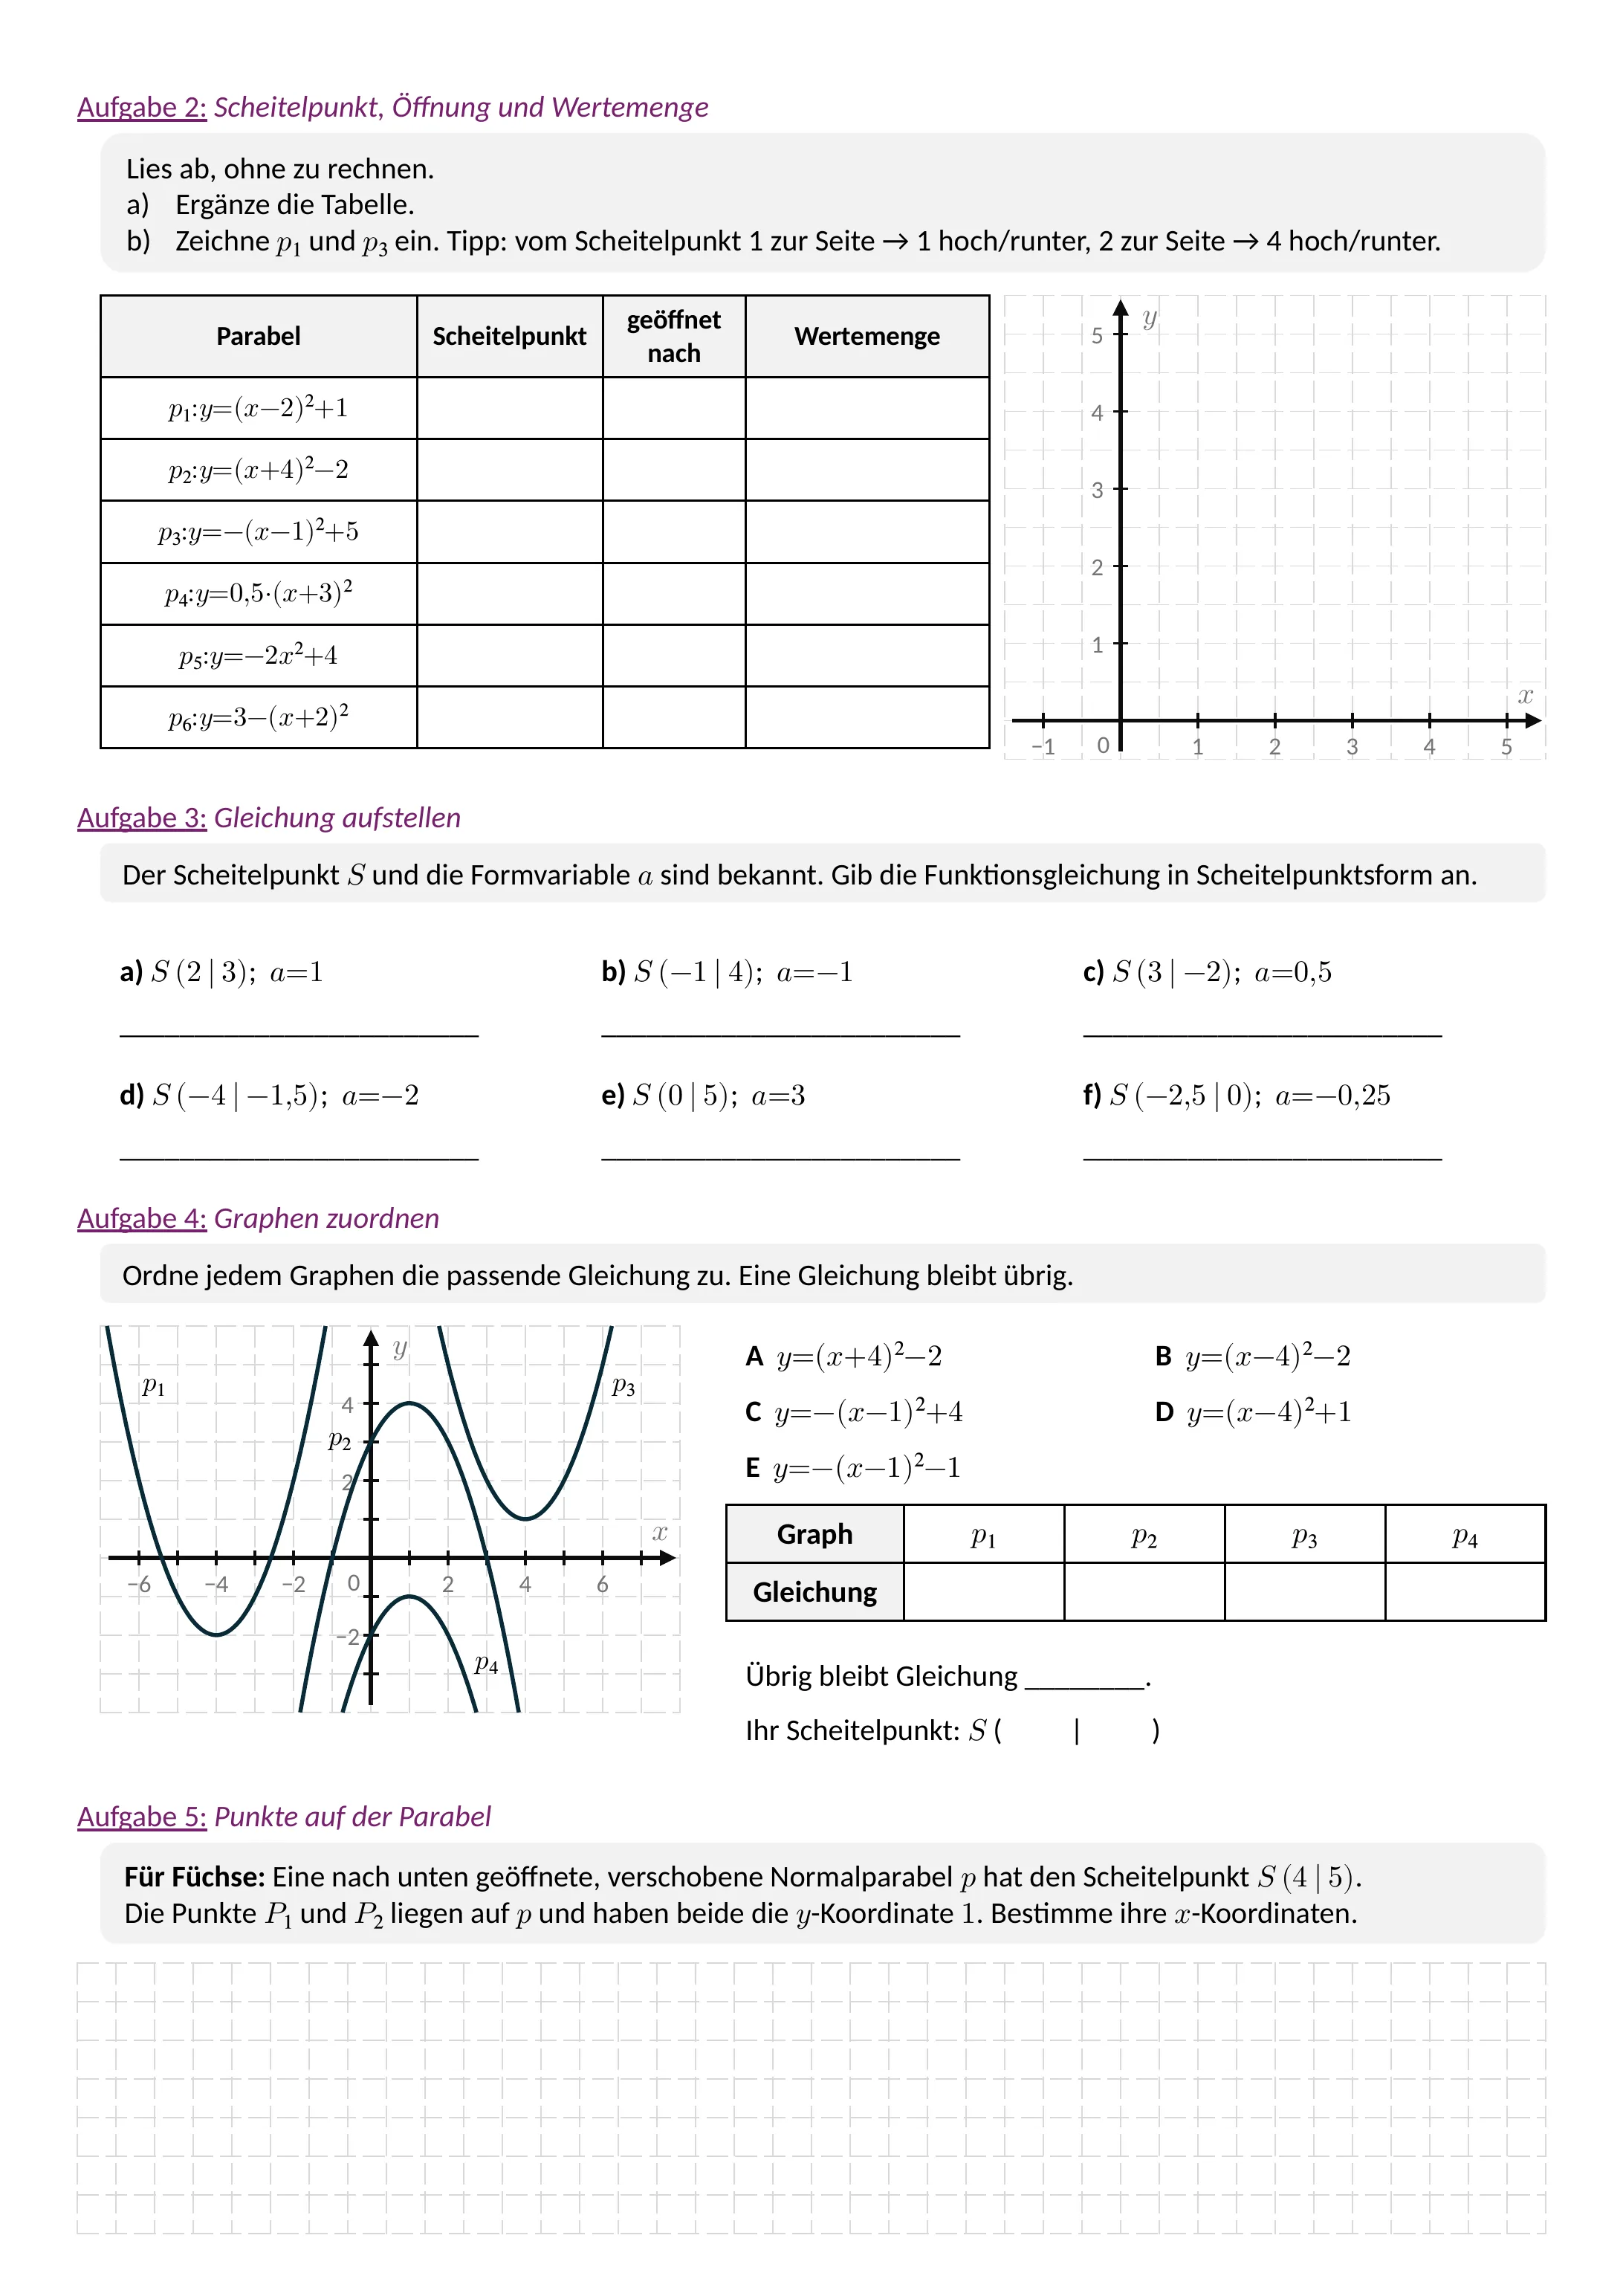 Aufgabe 2: Scheitelpunkt, Öffnung und Wertemenge
Lies ab, ohne zu rechnen.
a) Ergänze die Tabelle.
b) Zeichne p₁ und p₃ ein. Tipp: vom Scheitelpunkt 1 zur Seite → 1 hoch/runter, 2 zur Seite → 4 hoch/runter.
Parabel Scheitelpunkt geöffnet nach Wertemenge
p₁:y=(x−2)²+1
p₂:y=(x+4)²−2
p₃:y=−(x−1)²+5
p₄:y=0,5·(x+3)²
p₅:y=−2x²+4
p₆:y=3−(x+2)²
y
5
4
3
2
1
x
−1 0 1 2 3 4 5
Aufgabe 3: Gleichung aufstellen
Der Scheitelpunkt S und die Formvariable a sind bekannt. Gib die Funktionsgleichung in Scheitelpunktsform an.
a) S (2 | 3); a=1 b) S (−1 | 4); a=−1 c) S (3 | −2); a=0,5
d) S (−4 | −1,5); a=−2 e) S (0 | 5); a=3 f) S (−2,5 | 0); a=−0,25
Aufgabe 4: Graphen zuordnen
Ordne jedem Graphen die passende Gleichung zu. Eine Gleichung bleibt übrig.
y
p₁ p₃
4
p₂
2
x
−6 −4 −2 0 2 4 6
−2
p₄
A y=(x+4)²−2 B y=(x−4)²−2
C y=−(x−1)²+4 D y=(x−4)²+1
E y=−(x−1)²−1
Graph p₁ p₂ p₃ p₄
Gleichung
Übrig bleibt Gleichung ________.
Ihr Scheitelpunkt: S ( | )
Aufgabe 5: Punkte auf der Parabel
Für Füchse: Eine nach unten geöffnete, verschobene Normalparabel p hat den Scheitelpunkt S (4 | 5).
Die Punkte P₁ und P₂ liegen auf p und haben beide die y-Koordinate 1. Bestimme ihre x-Koordinaten.